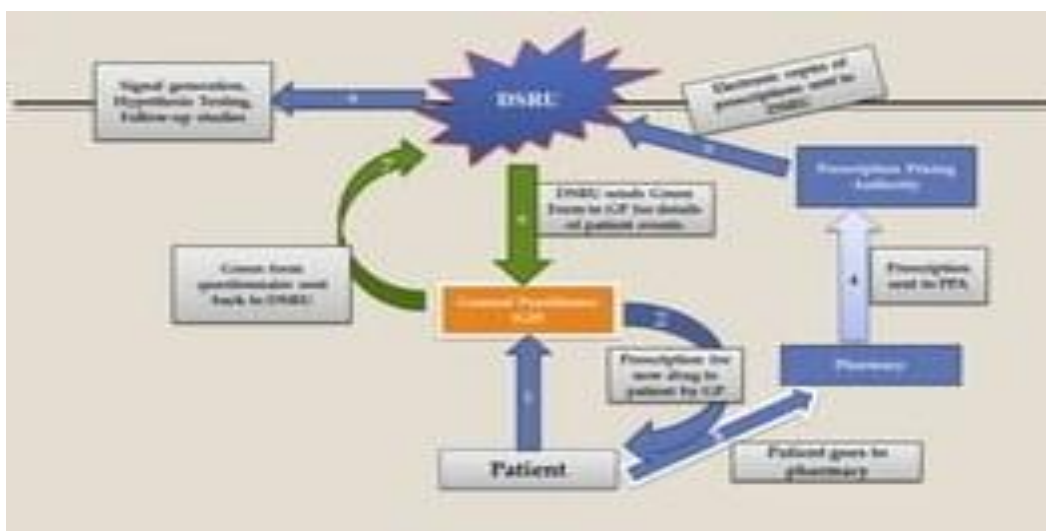 Signal generation,
Hypothesis Testing,
Follow-up studies
DSRU
Electronic copies of
prescriptions sent to
DSRU
Prescription Pricing
Authority
DSRU sends Green
Form to GP for details
of patient events
Green form
questionnaire sent
back to DSRU
General Practitioner
(GP)
2
4
Prescription
sent to PPA
Prescription for
new drug to
patient by GP
Pharmacy
Patient
Patient goes to
pharmacy